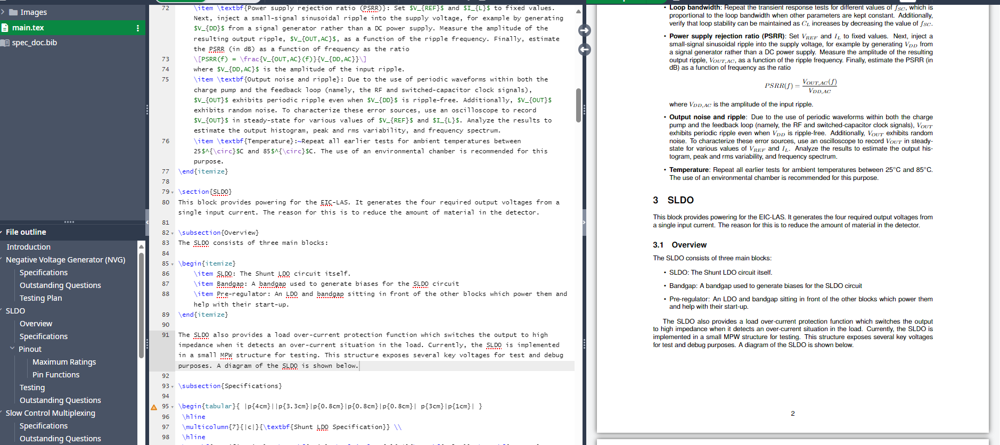 Images
main.tex
spec_doc.bib
File outline
Introduction
Negative Voltage Generator (NVG)
Specifications
Outstanding Questions
Testing Plan
SLDO
Overview
Specifications
Pinout
Maximum Ratings
Pin Functions
Testing
Outstanding Questions
Slow Control Multiplexing
Specifications
Outstanding Questions
72 \item \textbf{Power supply rejection ratio (PSRR)}: Set $V_{REF}$ and $I_{L}$ to fixed values.
Next, inject a small-signal sinusoidal ripple into the supply voltage, for example by generating
$V_{DD}$ from a signal generator rather than a DC power supply. Measure the amplitude of the
resulting output ripple, $V_{OUT,AC}$, as a function of the ripple frequency. Finally, estimate
the PSRR (in dB) as a function of frequency as the ratio
73 \[PSRR(f) = \frac{V_{OUT,AC}(f)}{V_{DD,AC}}\]
74 where $V_{DD,AC}$ is the amplitude of the input ripple.
75 \item \textbf{Output noise and ripple}: Due to the use of periodic waveforms within both the
charge pump and the feedback loop (namely, the RF and switched-capacitor clock signals),
$V_{OUT}$ exhibits periodic ripple even when $V_{DD}$ is ripple-free. Additionally, $V_{OUT}$
exhibits random noise. To characterize these error sources, use an oscilloscope to record
$V_{OUT}$ in steady-state for various values of $V_{REF}$ and $I_{L}$. Analyze the results to
estimate the output histogram, peak and rms variability, and frequency spectrum.
76 \item \textbf{Temperature}:~Repeat all earlier tests for ambient temperatures between
25$^{\circ}$C and 85$^{\circ}$C. The use of an environmental chamber is recommended for this
purpose.
77 \end{itemize}
78
79 \section{SLDO}
80 This block provides powering for the EIC-LAS. It generates the four required output voltages from a
single input current. The reason for this is to reduce the amount of material in the detector.
81
82 \subsection{Overview}
83 The SLDO consists of three main blocks:
84
85 \begin{itemize}
86 \item SLDO: The Shunt LDO circuit itself.
87 \item Bandgap: A bandgap used to generate biases for the SLDO circuit
88 \item Pre-regulator: An LDO and bandgap sitting in front of the other blocks which power them and
help with their start-up.
89 \end{itemize}
90
91 The SLDO also provides a load over-current protection function which switches the output to high
impedance when it detects an over-current situation in the load. Currently, the SLDO is implemented
in a small MPW structure for testing. This structure exposes several key voltages for test and debug
purposes. A diagram of the SLDO is shown below.
92
93 \subsection{Specifications}
94
95 \begin{tabular}{ |p{4cm}||p{3.3cm}|p{0.8cm}|p{0.8cm}|p{0.8cm}| p{3cm}|p{1cm}| }
96 \hline
97 \multicolumn{7}{|c|}{\textbf{Shunt LDO Specification}} \\
98 \hline
• Loop bandwidth: Repeat the transient response tests for different values of fSC, which is
proportional to the loop bandwidth when other parameters are kept constant. Additionally,
verify that loop stability can be maintained as CL increases by decreasing the value of fSC.
• Power supply rejection ratio (PSRR): Set VREF and IL to fixed values. Next, inject a
small-signal sinusoidal ripple into the supply voltage, for example by generating VDD from
a signal generator rather than a DC power supply. Measure the amplitude of the resulting
output ripple, VOUT,AC, as a function of the ripple frequency. Finally, estimate the PSRR (in
dB) as a function of frequency as the ratio
PSRR(f) = VOUT,AC(f) / VDD,AC
where VDD,AC is the amplitude of the input ripple.
• Output noise and ripple: Due to the use of periodic waveforms within both the charge
pump and the feedback loop (namely, the RF and switched-capacitor clock signals), VOUT
exhibits periodic ripple even when VDD is ripple-free. Additionally, VOUT exhibits random
noise. To characterize these error sources, use an oscilloscope to record VOUT in steady-
state for various values of VREF and IL. Analyze the results to estimate the output his-
togram, peak and rms variability, and frequency spectrum.
• Temperature: Repeat all earlier tests for ambient temperatures between 25°C and 85°C.
The use of an environmental chamber is recommended for this purpose.
3 SLDO
This block provides powering for the EIC-LAS. It generates the four required output voltages from
a single input current. The reason for this is to reduce the amount of material in the detector.
3.1 Overview
The SLDO consists of three main blocks:
• SLDO: The Shunt LDO circuit itself.
• Bandgap: A bandgap used to generate biases for the SLDO circuit
• Pre-regulator: An LDO and bandgap sitting in front of the other blocks which power them
and help with their start-up.
The SLDO also provides a load over-current protection function which switches the output
to high impedance when it detects an over-current situation in the load. Currently, the SLDO is
implemented in a small MPW structure for testing. This structure exposes several key voltages
for test and debug purposes. A diagram of the SLDO is shown below.
2